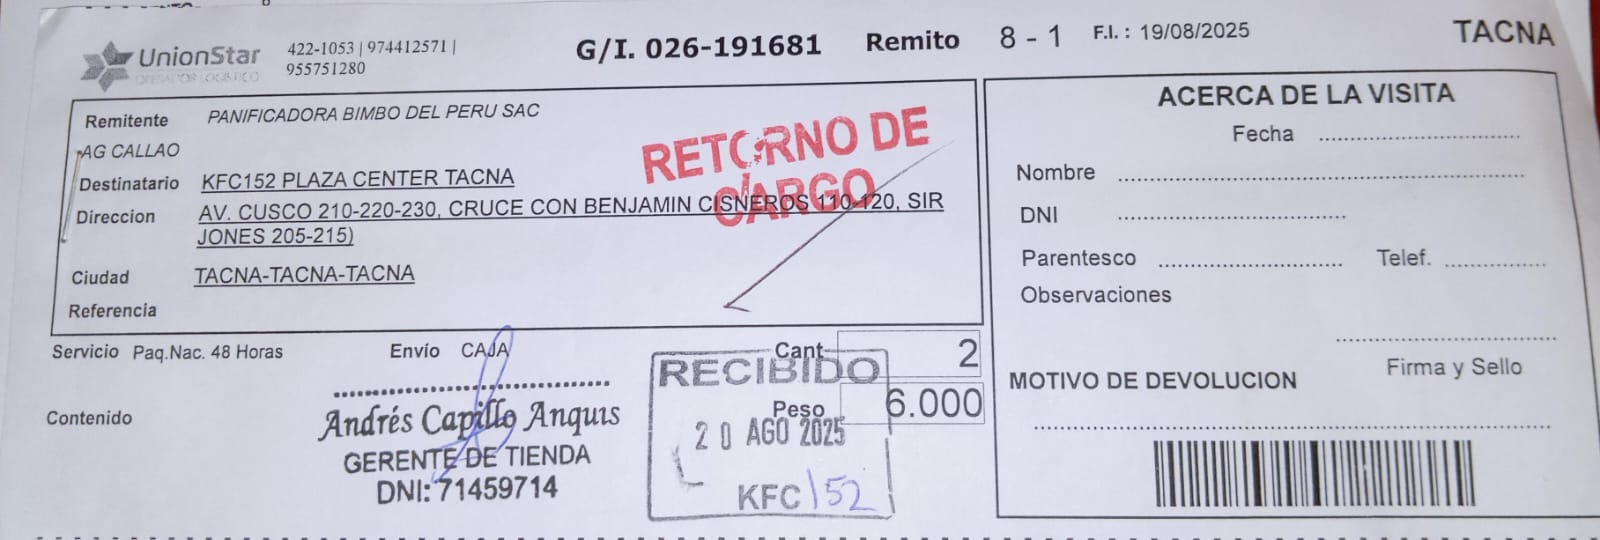 UnionStar
OPERADOR LOGISTICO
422-1053 | 974412571 |
955751280
G/I. 026-191681 Remito 8 - 1 F.I. : 19/08/2025 TACNA
Remitente PANIFICADORA BIMBO DEL PERU SAC
AG CALLAO
Destinatario KFC152 PLAZA CENTER TACNA
Direccion AV. CUSCO 210-220-230, CRUCE CON BENJAMIN CISNEROS 110-120, SIR
JONES 205-215)
Ciudad TACNA-TACNA-TACNA
Referencia
RETORNO DE
CARGO
Servicio Paq.Nac. 48 Horas Envío CAJA Cant 2
Peso 6.000
Contenido
Andrés Capillo Anquis
GERENTE DE TIENDA
DNI: 71459714
RECIBIDO
20 AGO 2025
KFC 152
ACERCA DE LA VISITA
Fecha
Nombre
DNI
Parentesco Telef.
Observaciones
Firma y Sello
MOTIVO DE DEVOLUCION